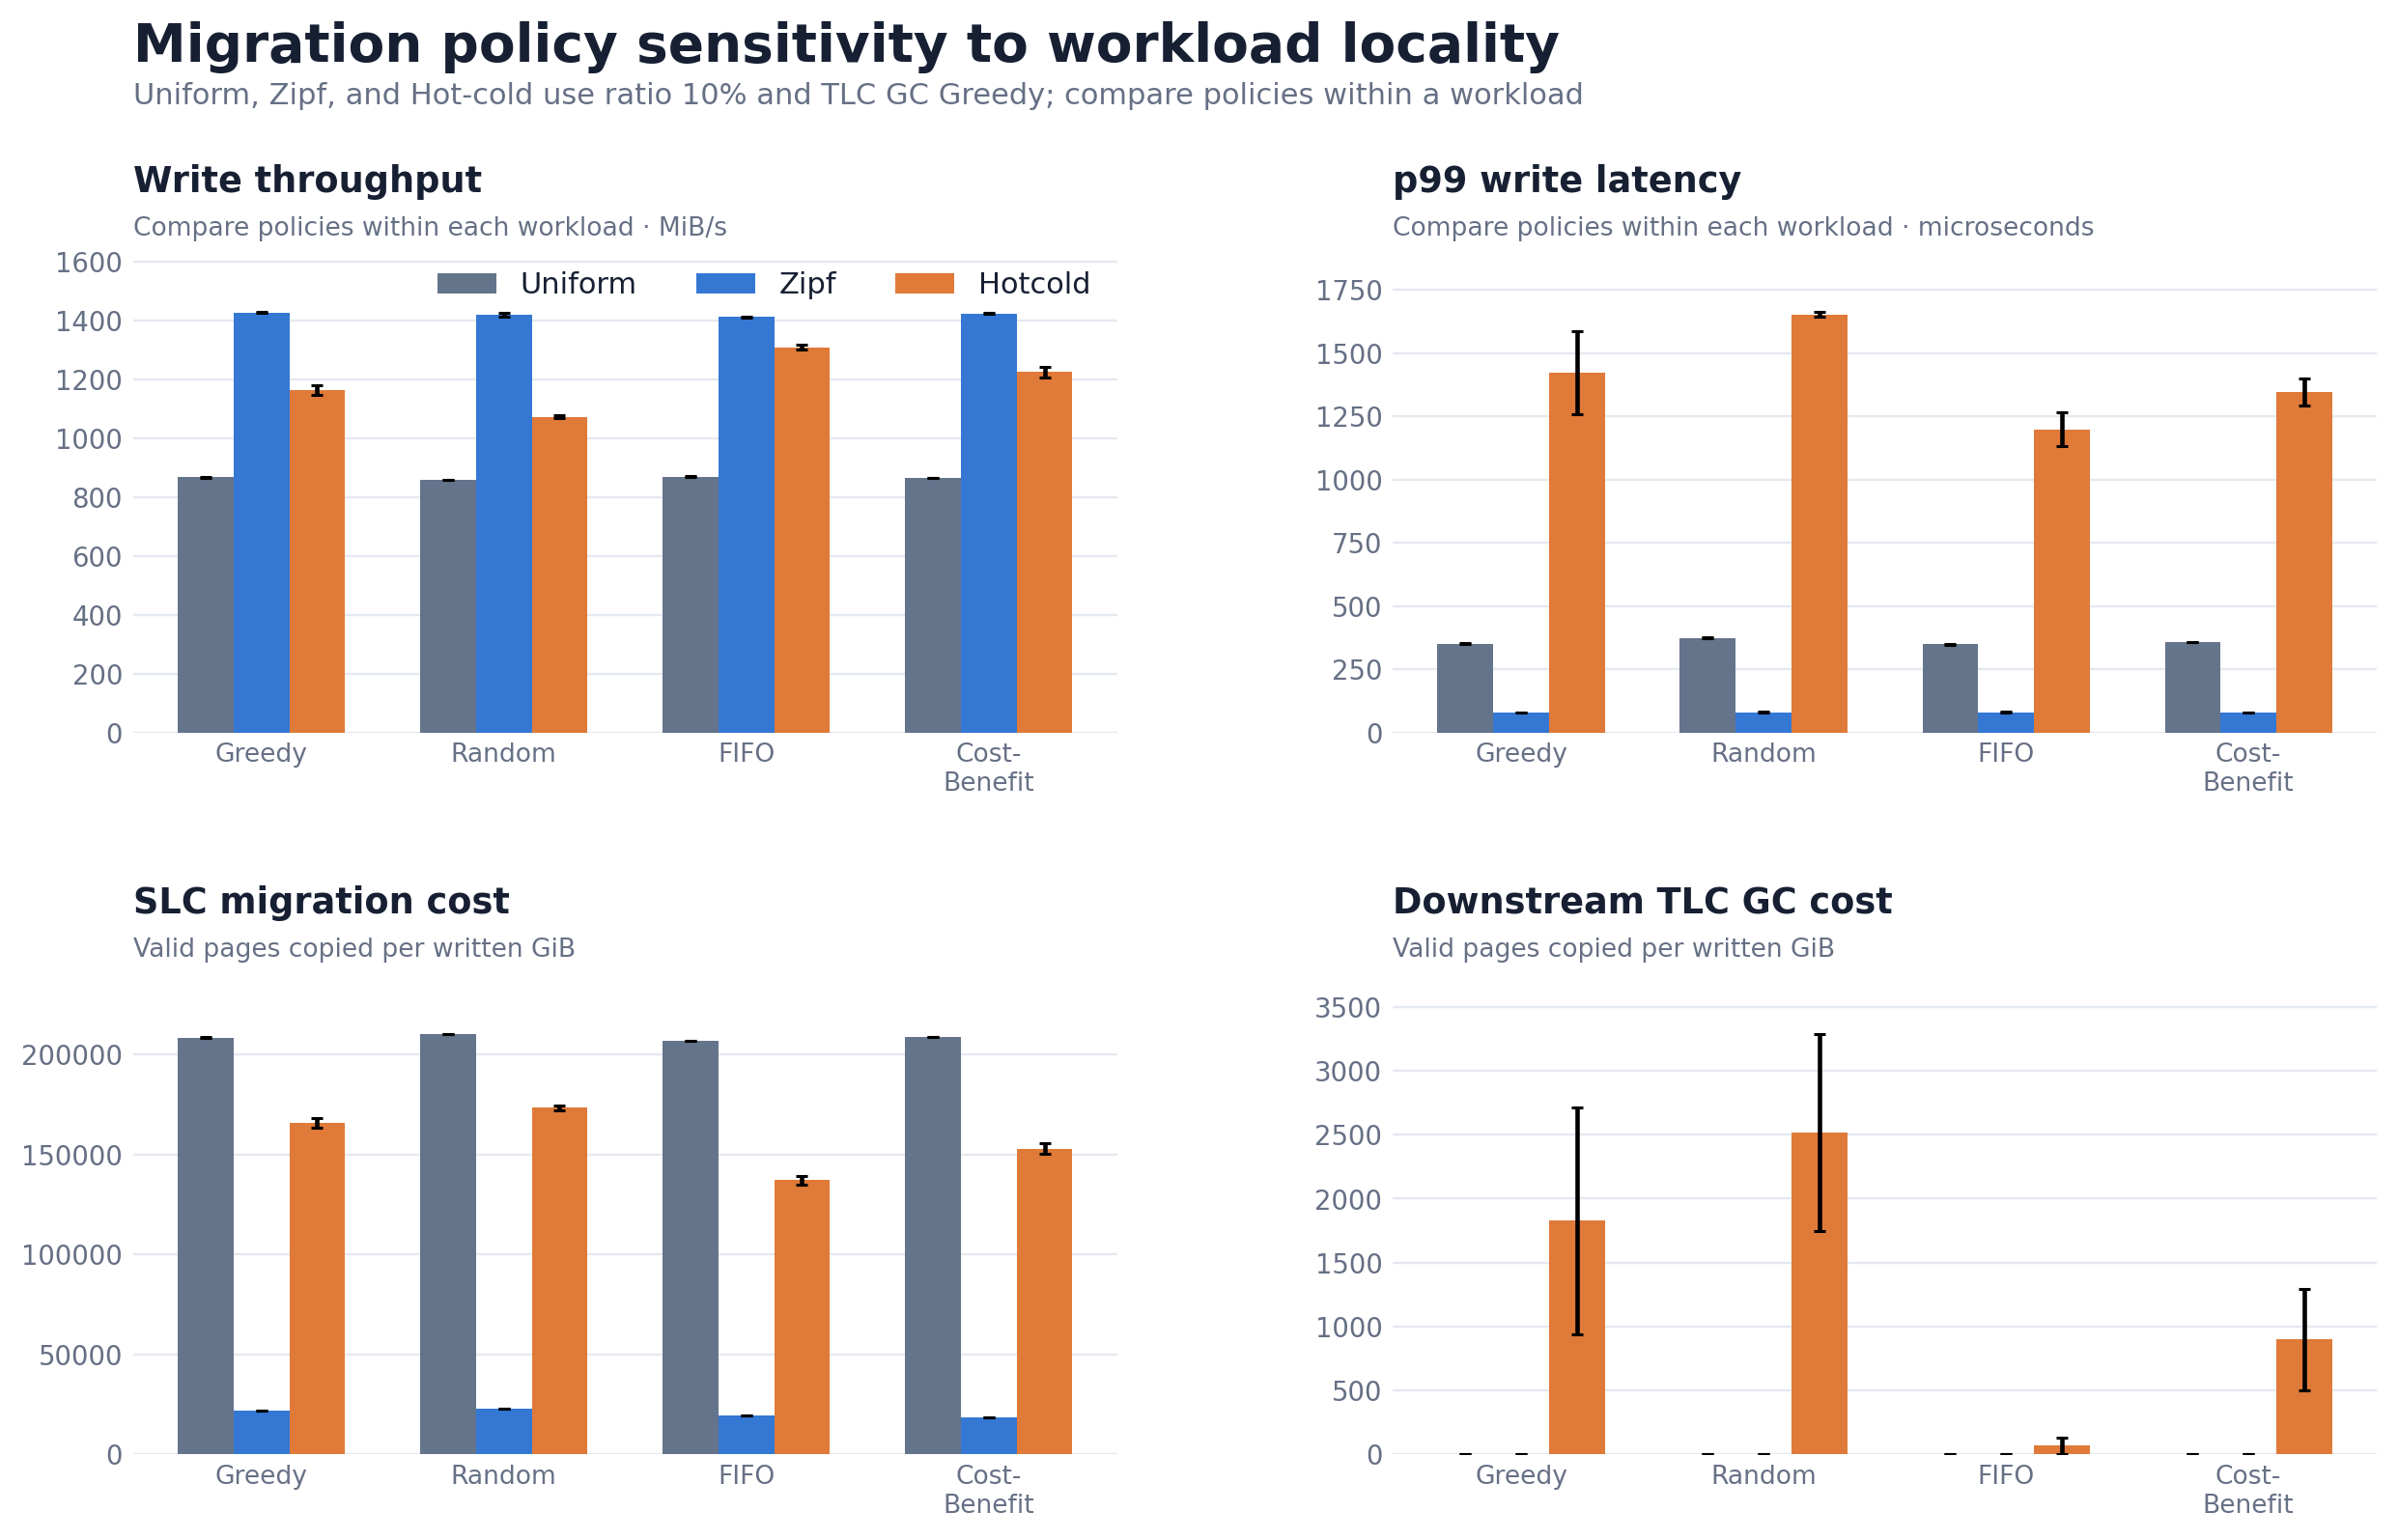 Migration policy sensitivity to workload locality
Uniform, Zipf, and Hot-cold use ratio 10% and TLC GC Greedy; compare policies within a workload
Write throughput
Compare policies within each workload · MiB/s
1600
1400
1200
1000
800
600
400
200
0
Uniform
Zipf
Hotcold
Greedy
Random
FIFO
Cost-
Benefit
p99 write latency
Compare policies within each workload · microseconds
1750
1500
1250
1000
750
500
250
0
Greedy
Random
FIFO
Cost-
Benefit
SLC migration cost
Valid pages copied per written GiB
200000
150000
100000
50000
0
Greedy
Random
FIFO
Cost-
Benefit
Downstream TLC GC cost
Valid pages copied per written GiB
3500
3000
2500
2000
1500
1000
500
0
Greedy
Random
FIFO
Cost-
Benefit